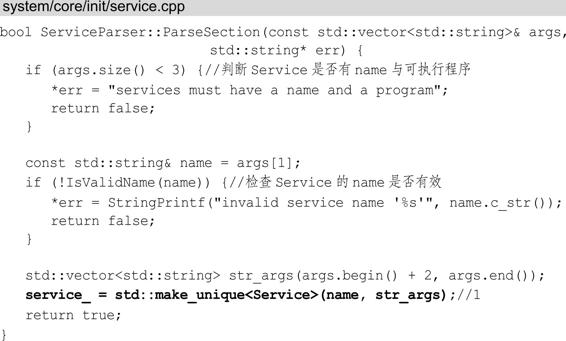 system/core/init/service.cpp
bool ServiceParser::ParseSection(const std::vector<std::string>& args,
std::string* err) {
if (args.size() < 3) {//判断Service是否有name与可执行程序
*err = "services must have a name and a program";
return false;
}
const std::string& name = args[1];
if (!IsValidName(name)) {//检查Service的name是否有效
*err = StringPrintf("invalid service name '%s'", name.c_str());
return false;
}
std::vector<std::string> str_args(args.begin() + 2, args.end());
service_ = std::make_unique<Service>(name, str_args);//1
return true;
}